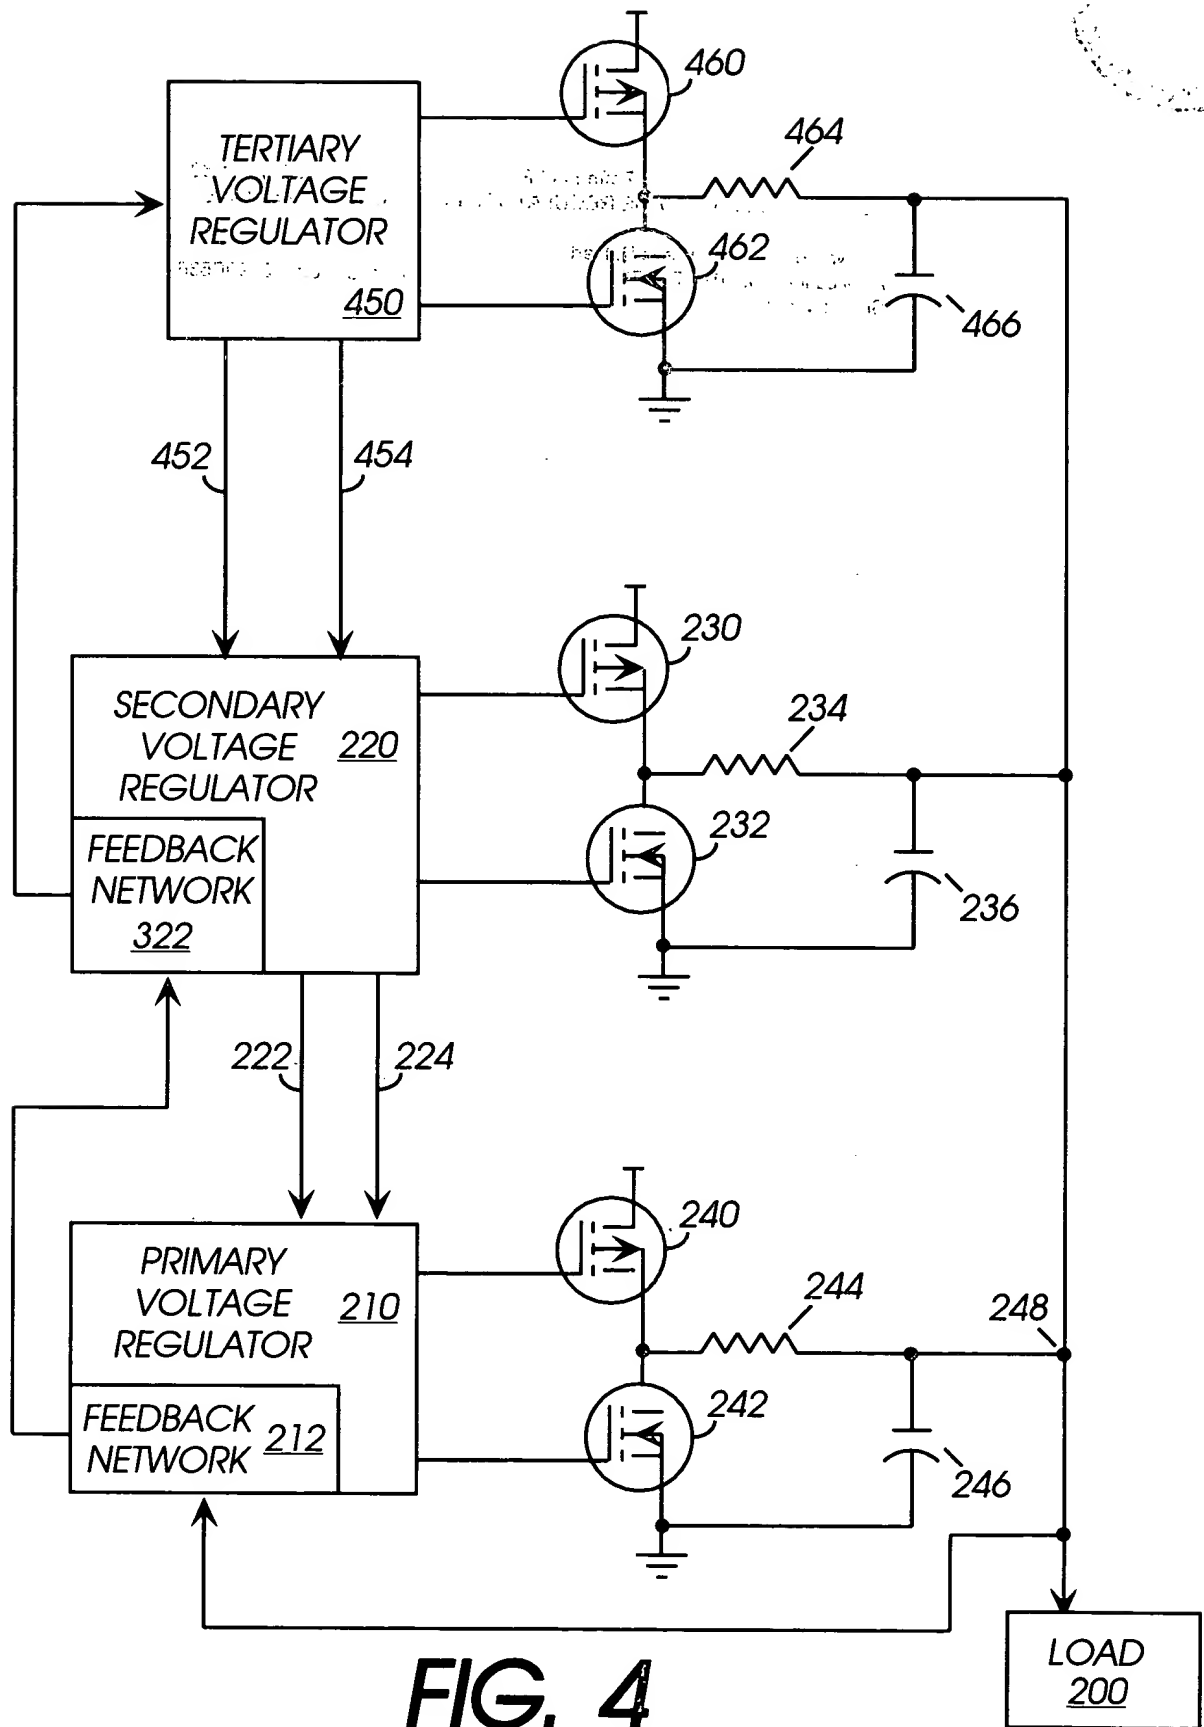 460
TERTIARY
VOLTAGE
REGULATOR
450
464
462
466
452
454
230
SECONDARY
VOLTAGE
REGULATOR
220
234
232
FEEDBACK
NETWORK
322
236
222
224
240
PRIMARY
VOLTAGE
REGULATOR
210
244
248
242
FEEDBACK
NETWORK
212
246
LOAD
200
FIG. 4